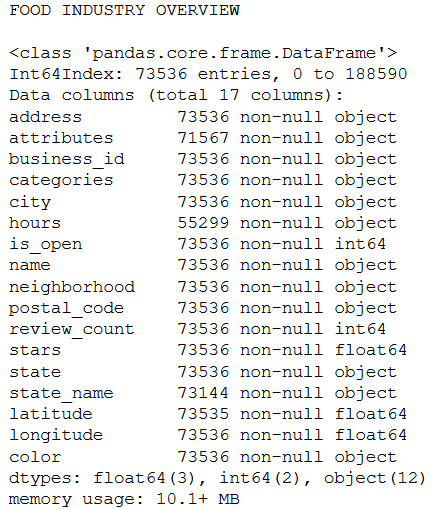 FOOD INDUSTRY OVERVIEW
<class 'pandas.core.frame.DataFrame'>
Int64Index: 73536 entries, 0 to 188590
Data columns (total 17 columns):
address 73536 non-null object
attributes 71567 non-null object
business_id 73536 non-null object
categories 73536 non-null object
city 73536 non-null object
hours 55299 non-null object
is_open 73536 non-null int64
name 73536 non-null object
neighborhood 73536 non-null object
postal_code 73536 non-null object
review_count 73536 non-null int64
stars 73536 non-null float64
state 73536 non-null object
state_name 73144 non-null object
latitude 73535 non-null float64
longitude 73536 non-null float64
color 73536 non-null object
dtypes: float64(3), int64(2), object(12)
memory usage: 10.1+ MB